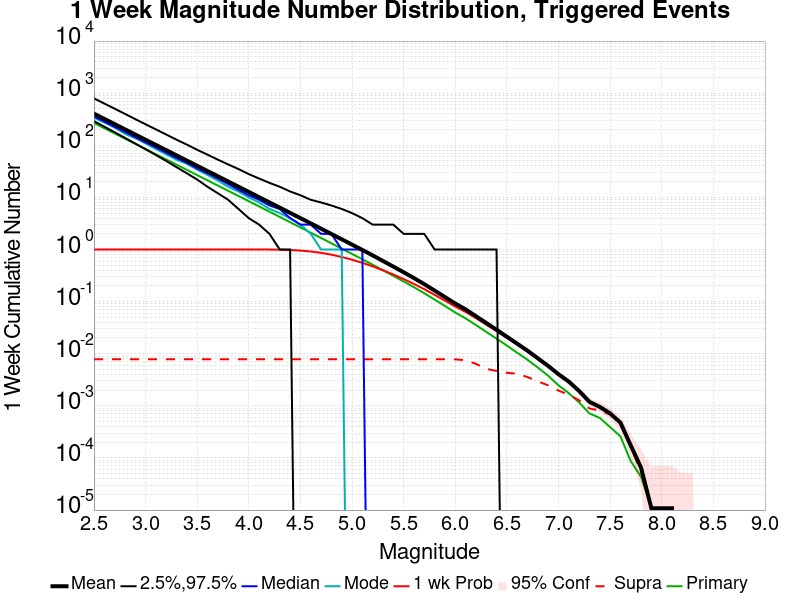 1 Week Magnitude Number Distribution, Triggered Events
1 Week Cumulative Number
10^4
10^3
10^2
10^1
10^0
10^-1
10^-2
10^-3
10^-4
10^-5
2.5 3.0 3.5 4.0 4.5 5.0 5.5 6.0 6.5 7.0 7.5 8.0 8.5 9.0
Magnitude
Mean 2.5%,97.5% Median Mode 1 wk Prob 95% Conf Supra Primary